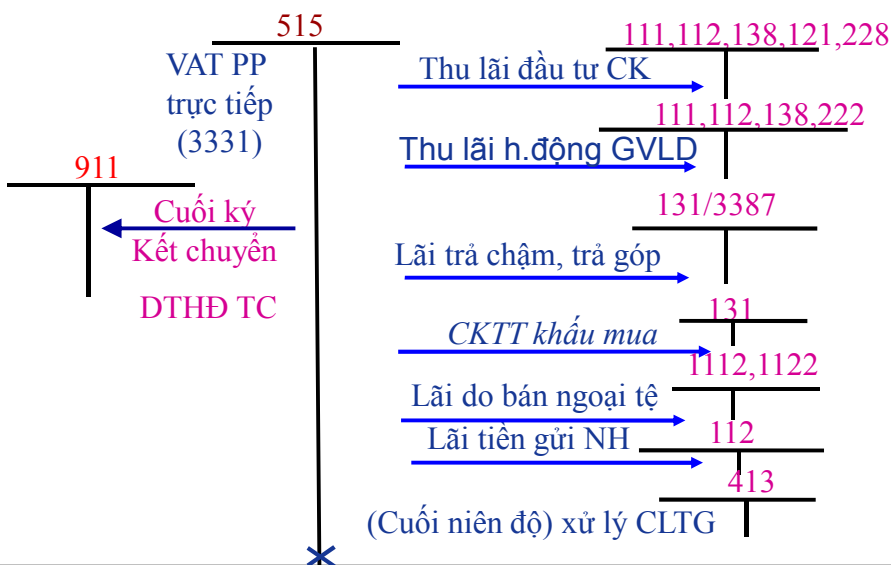 515
VAT PP
trực tiếp
(3331)
911
Cuối kỳ
Kết chuyển
DTHĐ TC
111,112,138,121,228
Thu lãi đầu tư CK
111,112,138,222
Thu lãi h.động GVLD
131/3387
Lãi trả chậm, trả góp
131
CKTT khấu mua
1112,1122
Lãi do bán ngoại tệ
112
Lãi tiền gửi NH
413
(Cuối niên độ) xử lý CLTG